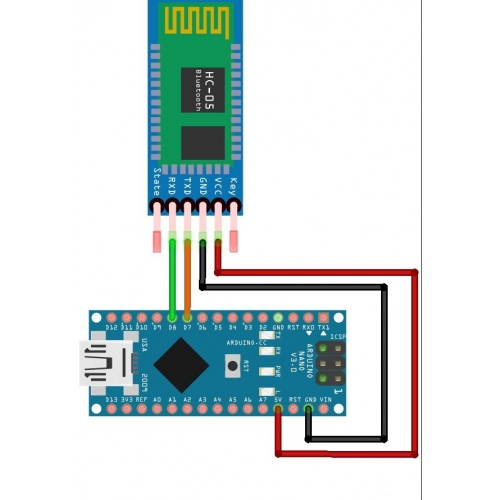 HC-05
Bluetooth
State
RXD
TXD
GND
VCC
Key
D12 D11 D10 D9 D8 D7 D6 D5 D4 D3 D2 GND RST RX0 TX1
TX
RX
PWR
L
USA
2009
ARDUINO-CC
RST
ICSP
ARDUINO
NANO
V3.0
1
D13 3V3 REF A0 A1 A2 A3 A4 A5 A6 A7 5V RST GND VIN